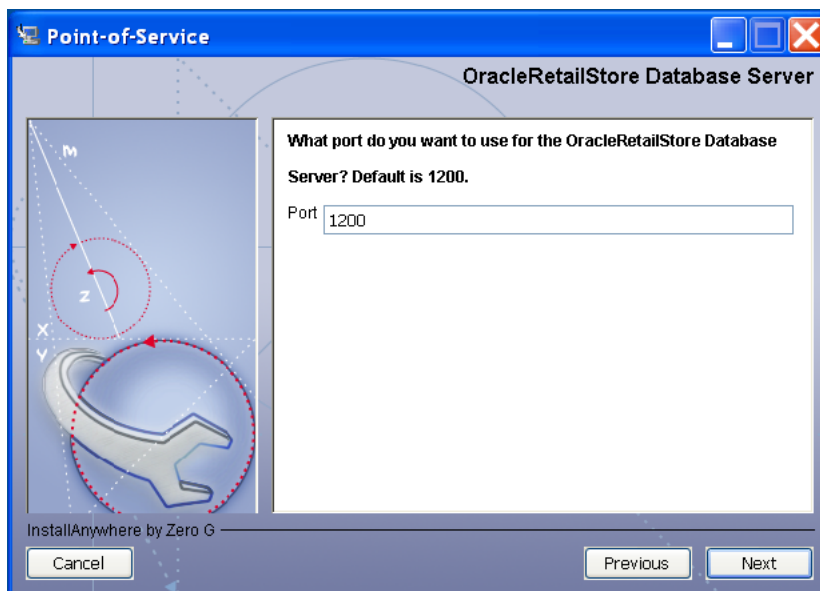 Point-of-Service
OracleRetailStore Database Server
What port do you want to use for the OracleRetailStore Database
Server? Default is 1200.
Port 1200
M
Z
X
Y
InstallAnywhere by Zero G
Cancel Previous Next